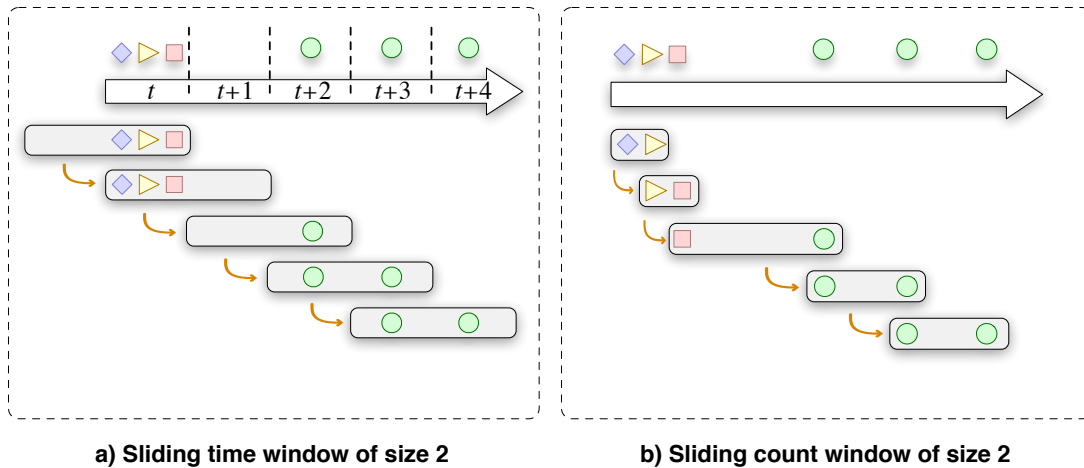 t t+1 t+2 t+3 t+4
a) Sliding time window of size 2
b) Sliding count window of size 2